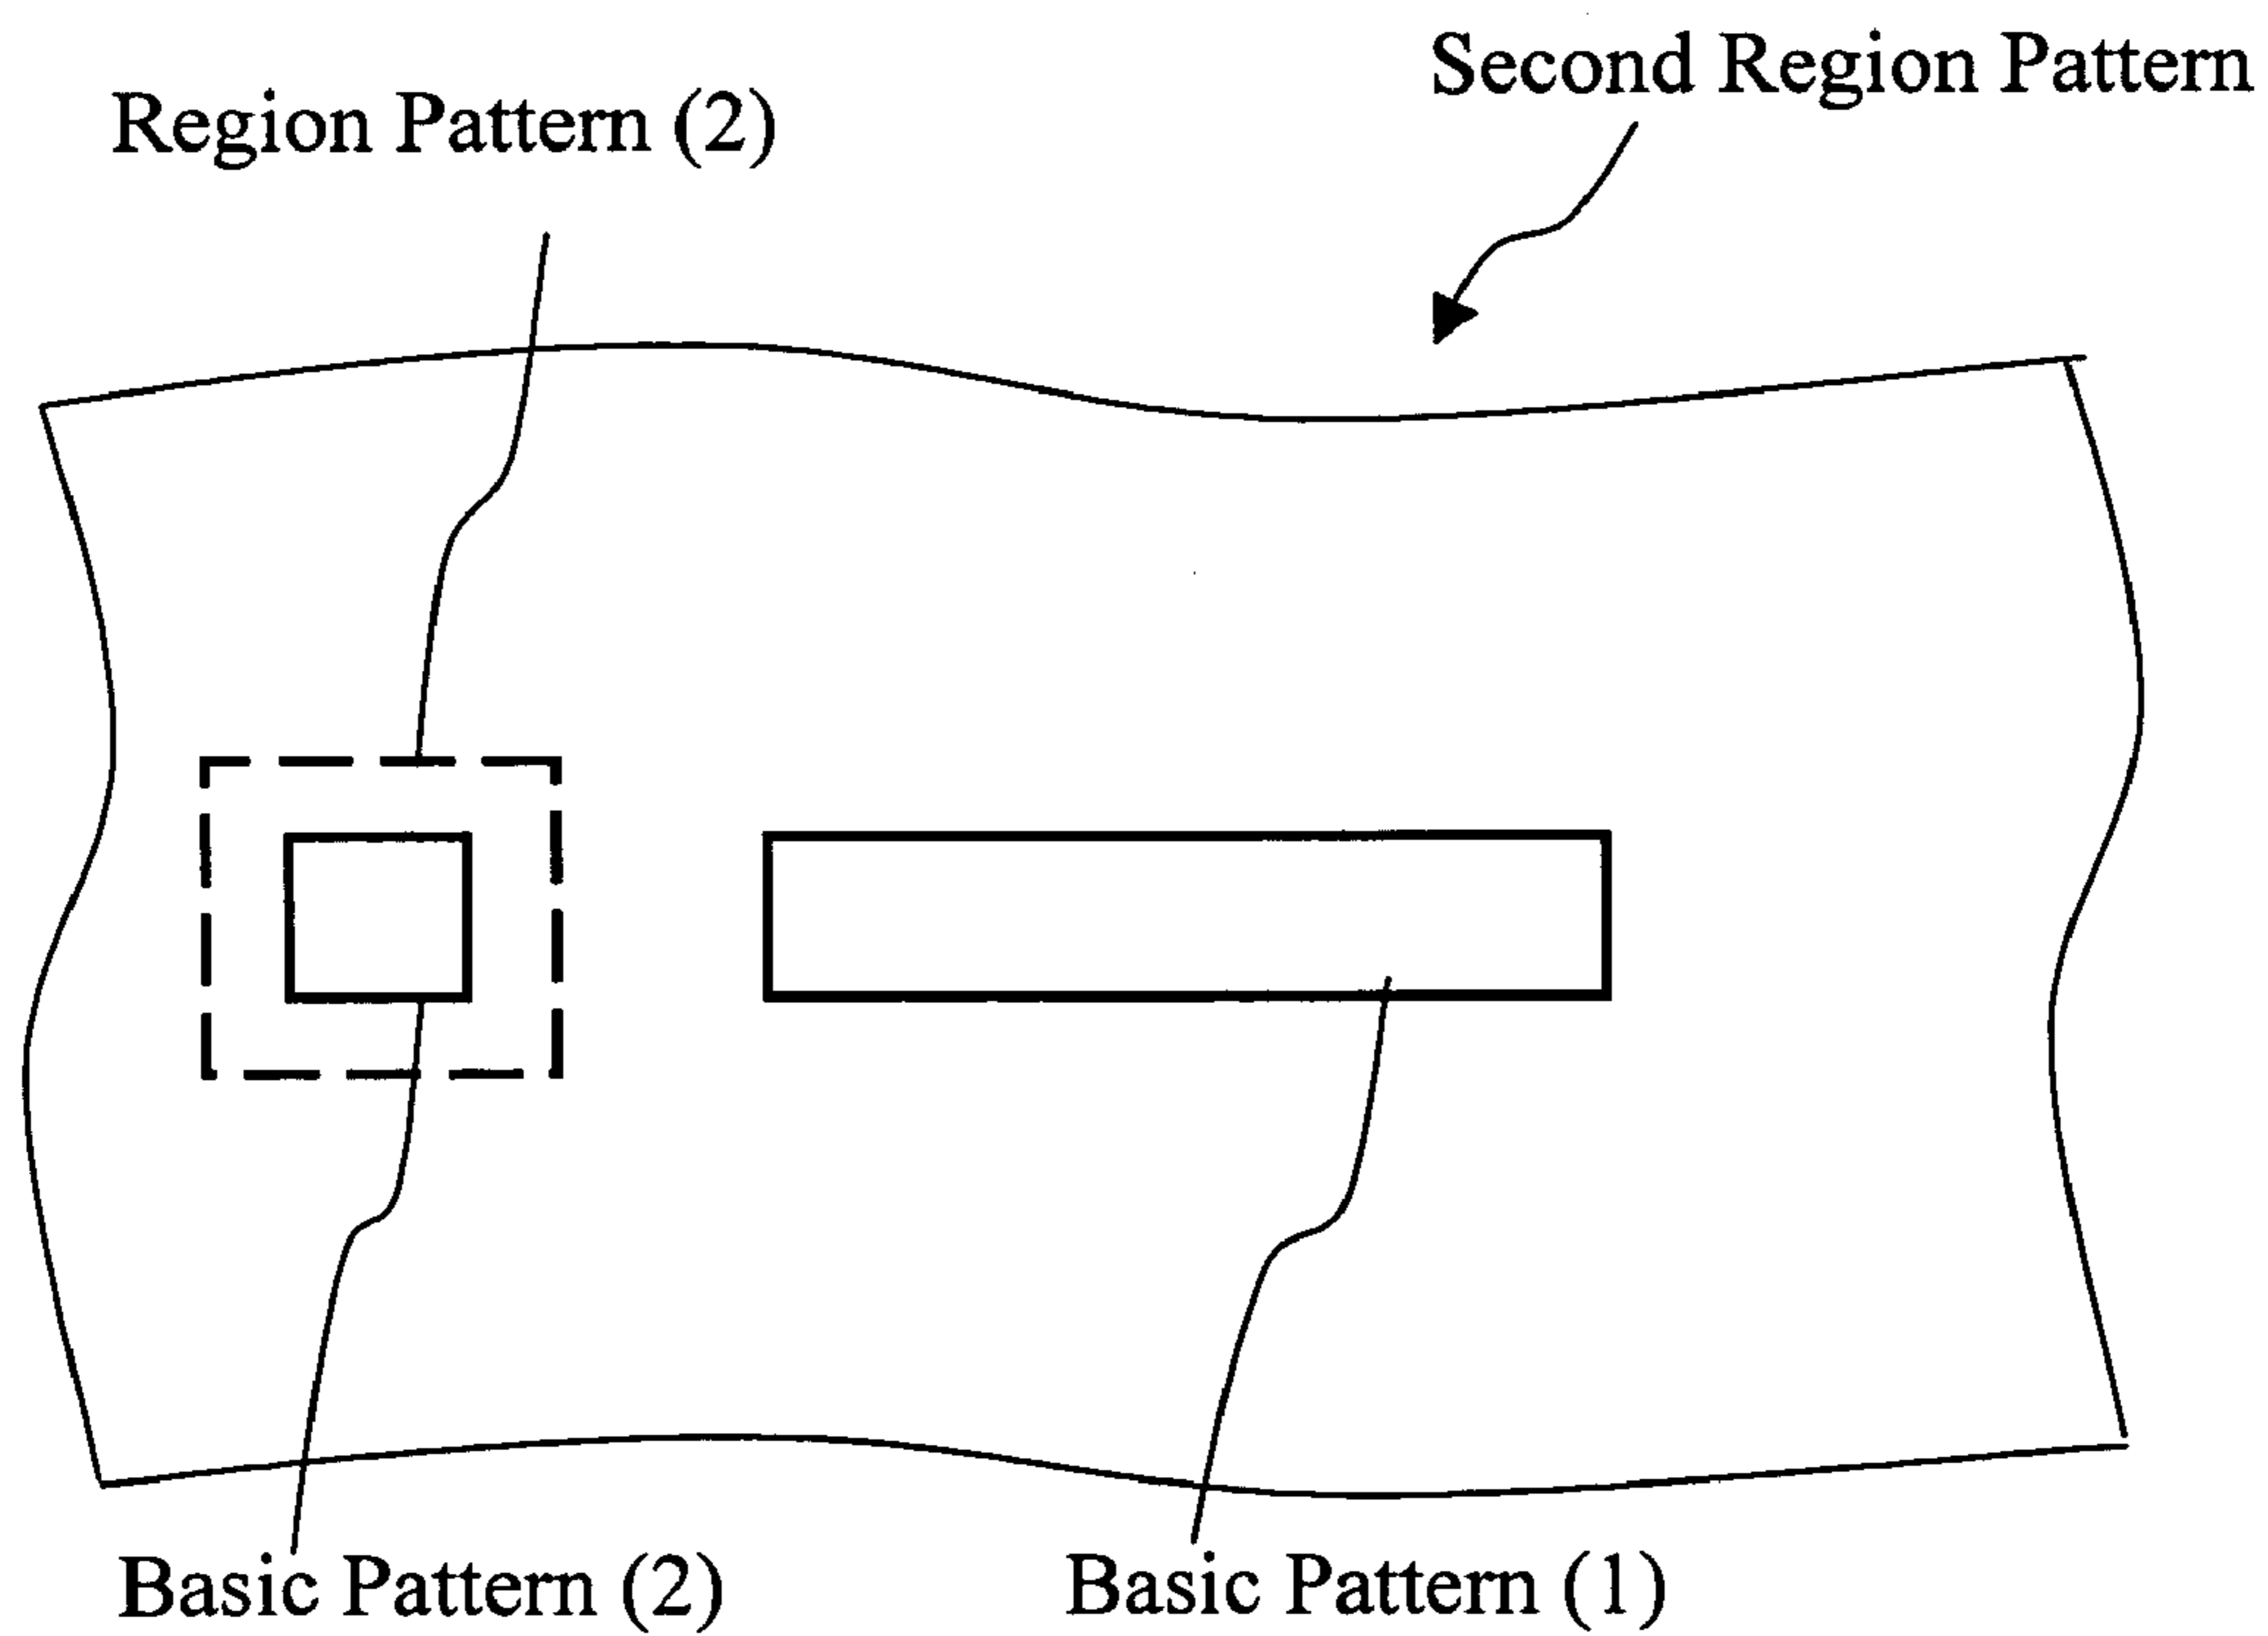 Second Region Pattern
Region Pattern (2)
Basic Pattern (2)
Basic Pattern (1)